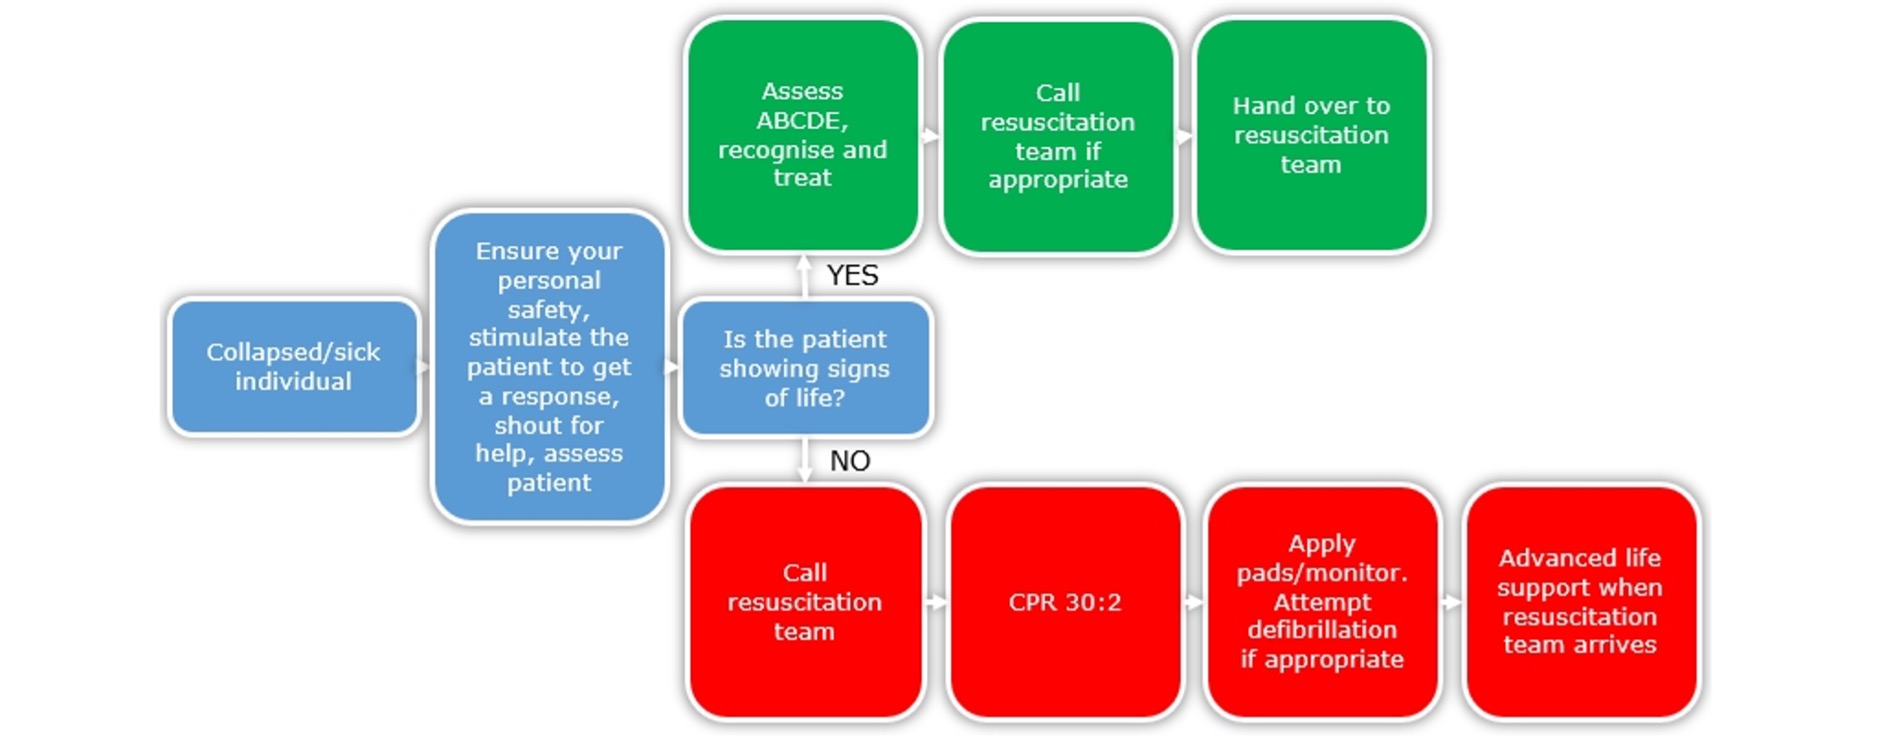 Collapsed/sick
individual
Ensure your
personal
safety,
stimulate the
patient to get
a response,
shout for
help, assess
patient
Is the patient
showing signs
of life?
YES
Assess
ABCDE,
recognise and
treat
Call
resuscitation
team if
appropriate
Hand over to
resuscitation
team
NO
Call
resuscitation
team
CPR 30:2
Apply
pads/monitor.
Attempt
defibrillation
if appropriate
Advanced life
support when
resuscitation
team arrives